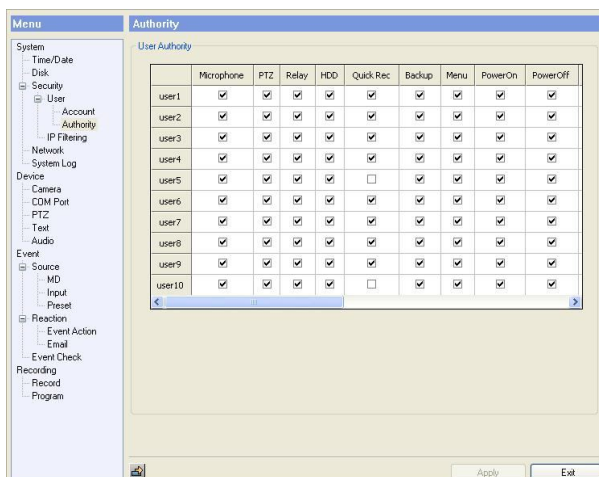 Menu
System
Time/Date
Disk
Security
User
Account
Authority
IP Filtering
Network
System Log
Device
Camera
COM Port
PTZ
Text
Audio
Event
Source
MD
Input
Preset
Reaction
Event Action
Email
Event Check
Recording
Record
Program
Authority
User Authority
Microphone PTZ Relay HDD Quick Rec Backup Menu PowerOn PowerOff
user1
user2
user3
user4
user5
user6
user7
user8
user9
user10
Apply Exit